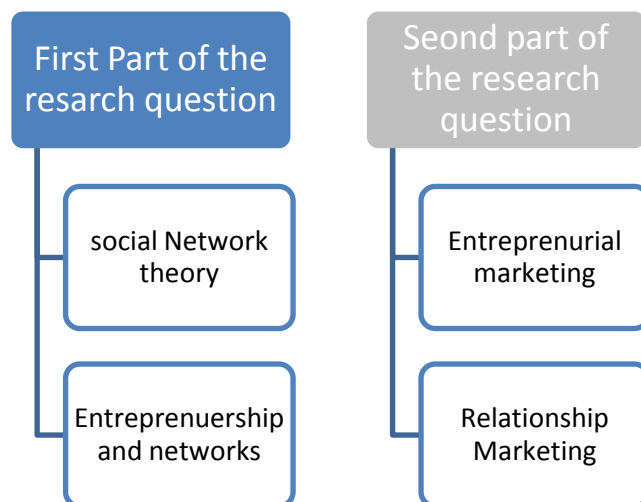 First Part of the
resarch question
social Network
theory
Entreprenuership
and networks
Seond part of
the research
question
Entreprenurial
marketing
Relationship
Marketing